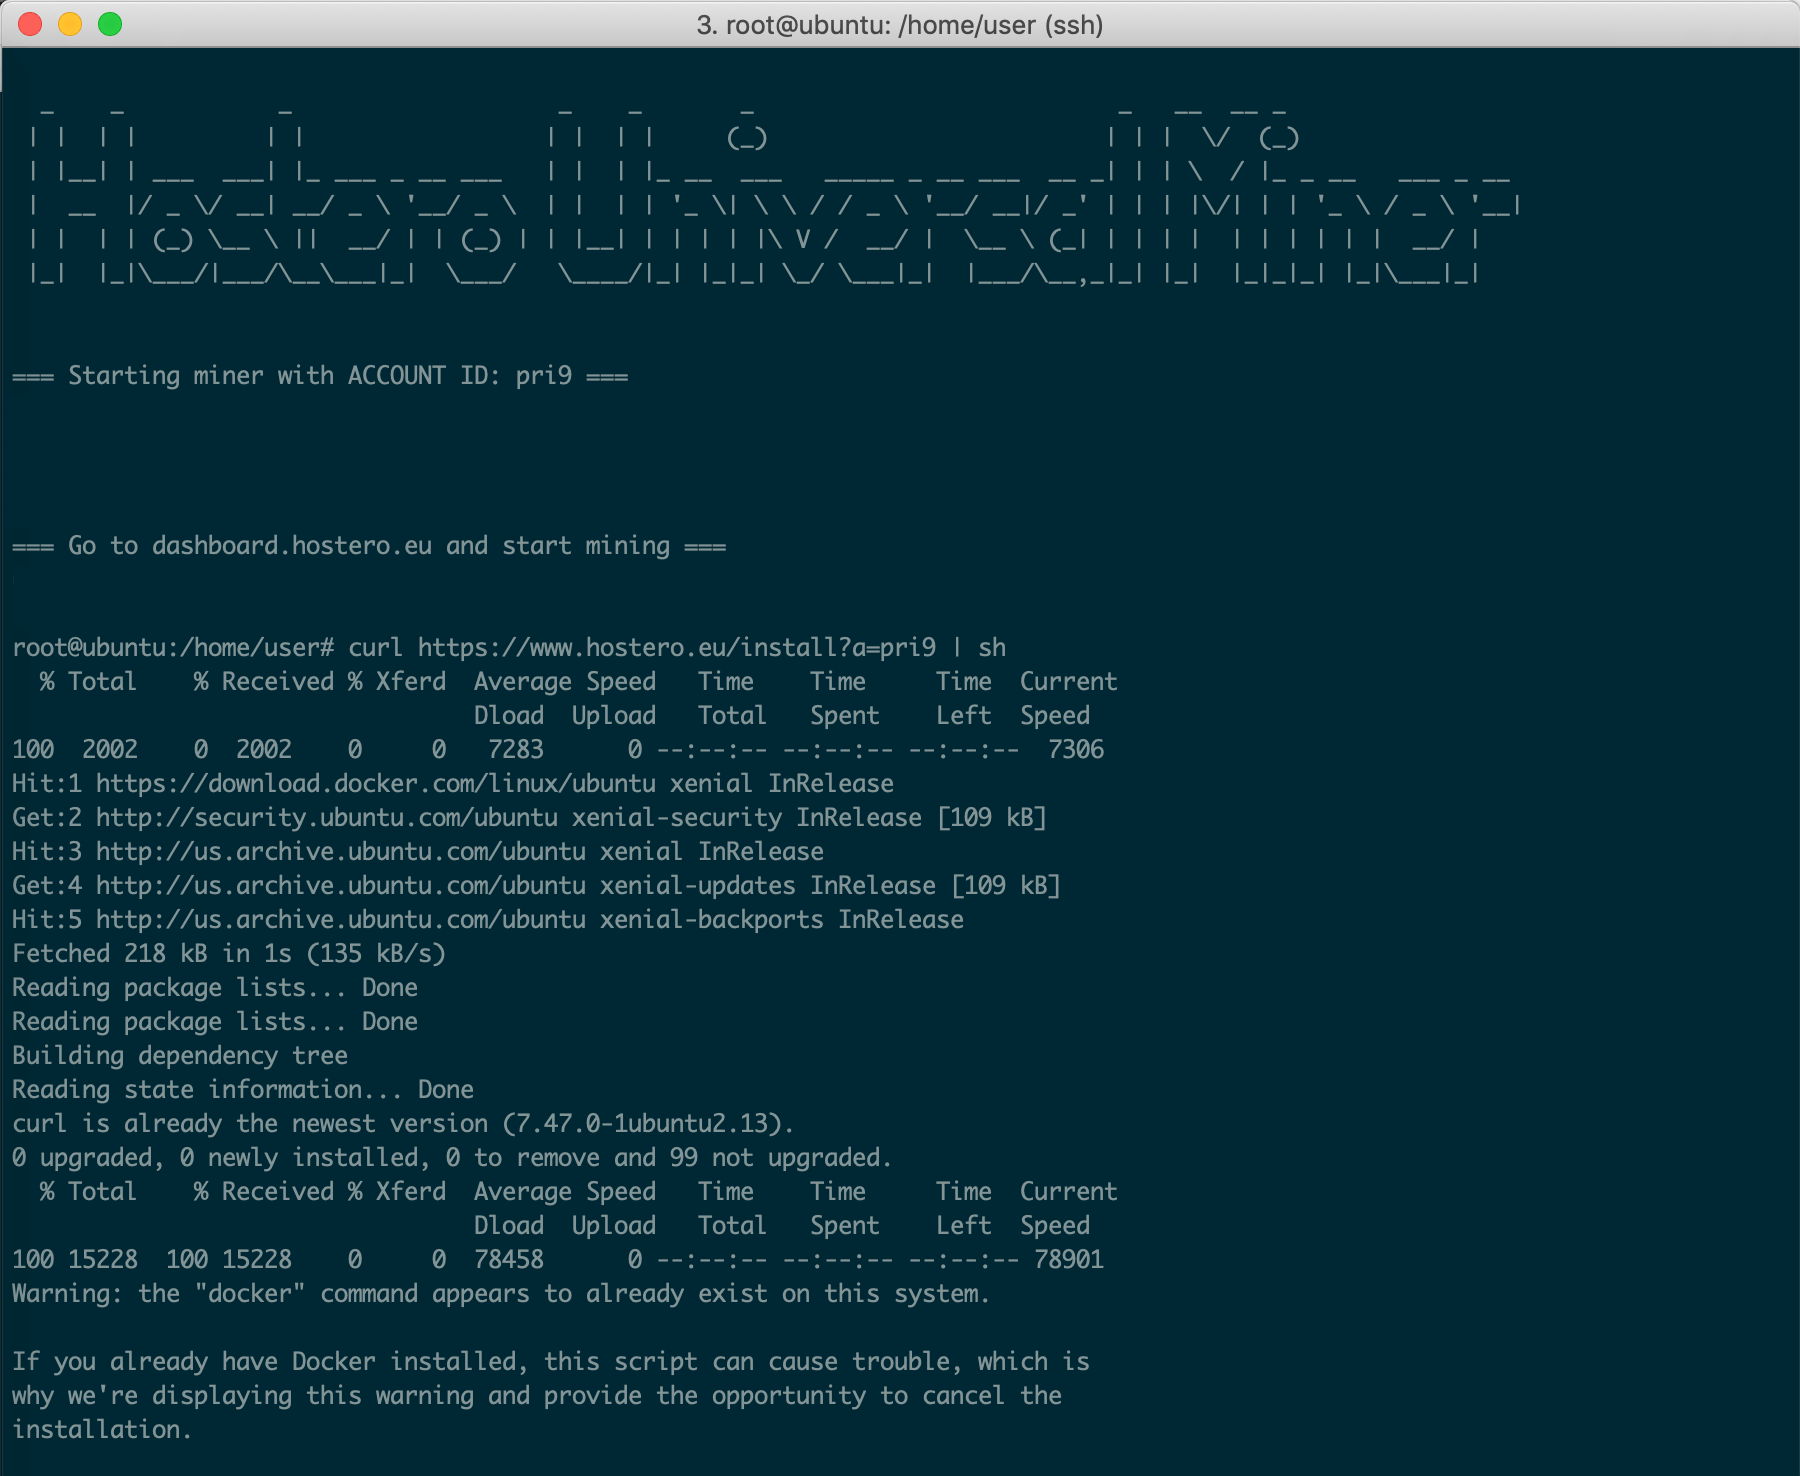 3. root@ubuntu: /home/user (ssh)
Hostero Universal Miner
=== Starting miner with ACCOUNT ID: pri9 ===
=== Go to dashboard.hostero.eu and start mining ===
root@ubuntu:/home/user# curl https://www.hostero.eu/install?a=pri9 | sh
  % Total    % Received % Xferd  Average Speed   Time    Time     Time  Current
                                 Dload  Upload   Total   Spent    Left  Speed
100  2002    0  2002    0     0   7283      0 --:--:-- --:--:-- --:--:--  7306
Hit:1 https://download.docker.com/linux/ubuntu xenial InRelease
Get:2 http://security.ubuntu.com/ubuntu xenial-security InRelease [109 kB]
Hit:3 http://us.archive.ubuntu.com/ubuntu xenial InRelease
Get:4 http://us.archive.ubuntu.com/ubuntu xenial-updates InRelease [109 kB]
Hit:5 http://us.archive.ubuntu.com/ubuntu xenial-backports InRelease
Fetched 218 kB in 1s (135 kB/s)
Reading package lists... Done
Reading package lists... Done
Building dependency tree
Reading state information... Done
curl is already the newest version (7.47.0-1ubuntu2.13).
0 upgraded, 0 newly installed, 0 to remove and 99 not upgraded.
  % Total    % Received % Xferd  Average Speed   Time    Time     Time  Current
                                 Dload  Upload   Total   Spent    Left  Speed
100 15228  100 15228    0     0  78458      0 --:--:-- --:--:-- --:--:-- 78901
Warning: the "docker" command appears to already exist on this system.
If you already have Docker installed, this script can cause trouble, which is
why we're displaying this warning and provide the opportunity to cancel the
installation.